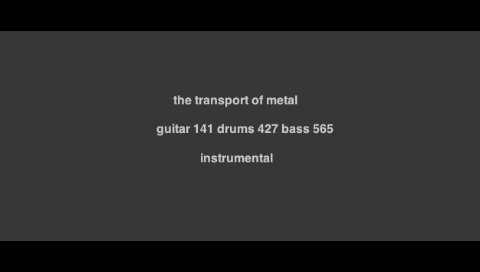 the transport of metal
guitar 141 drums 427 bass 565
instrumental